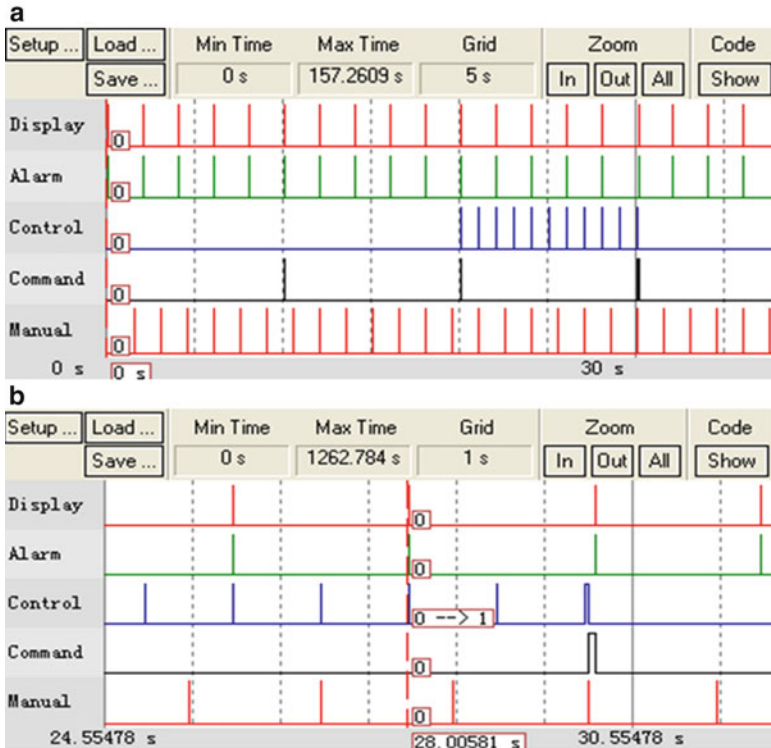 a
Setup ... Load ... Min Time Max Time Grid Zoom Code
Save ... 0 s 157.2609 s 5 s In Out All Show
Display 0
Alarm 0
Control 0
Command 0
Manual 0
0 s 0 s 30 s
b
Setup ... Load ... Min Time Max Time Grid Zoom Code
Save ... 0 s 1262.784 s 1 s In Out All Show
Display 0
Alarm 0
Control 0 --> 1
Command 0
Manual 0
24.55478 s 28.00581 s 30.55478 s